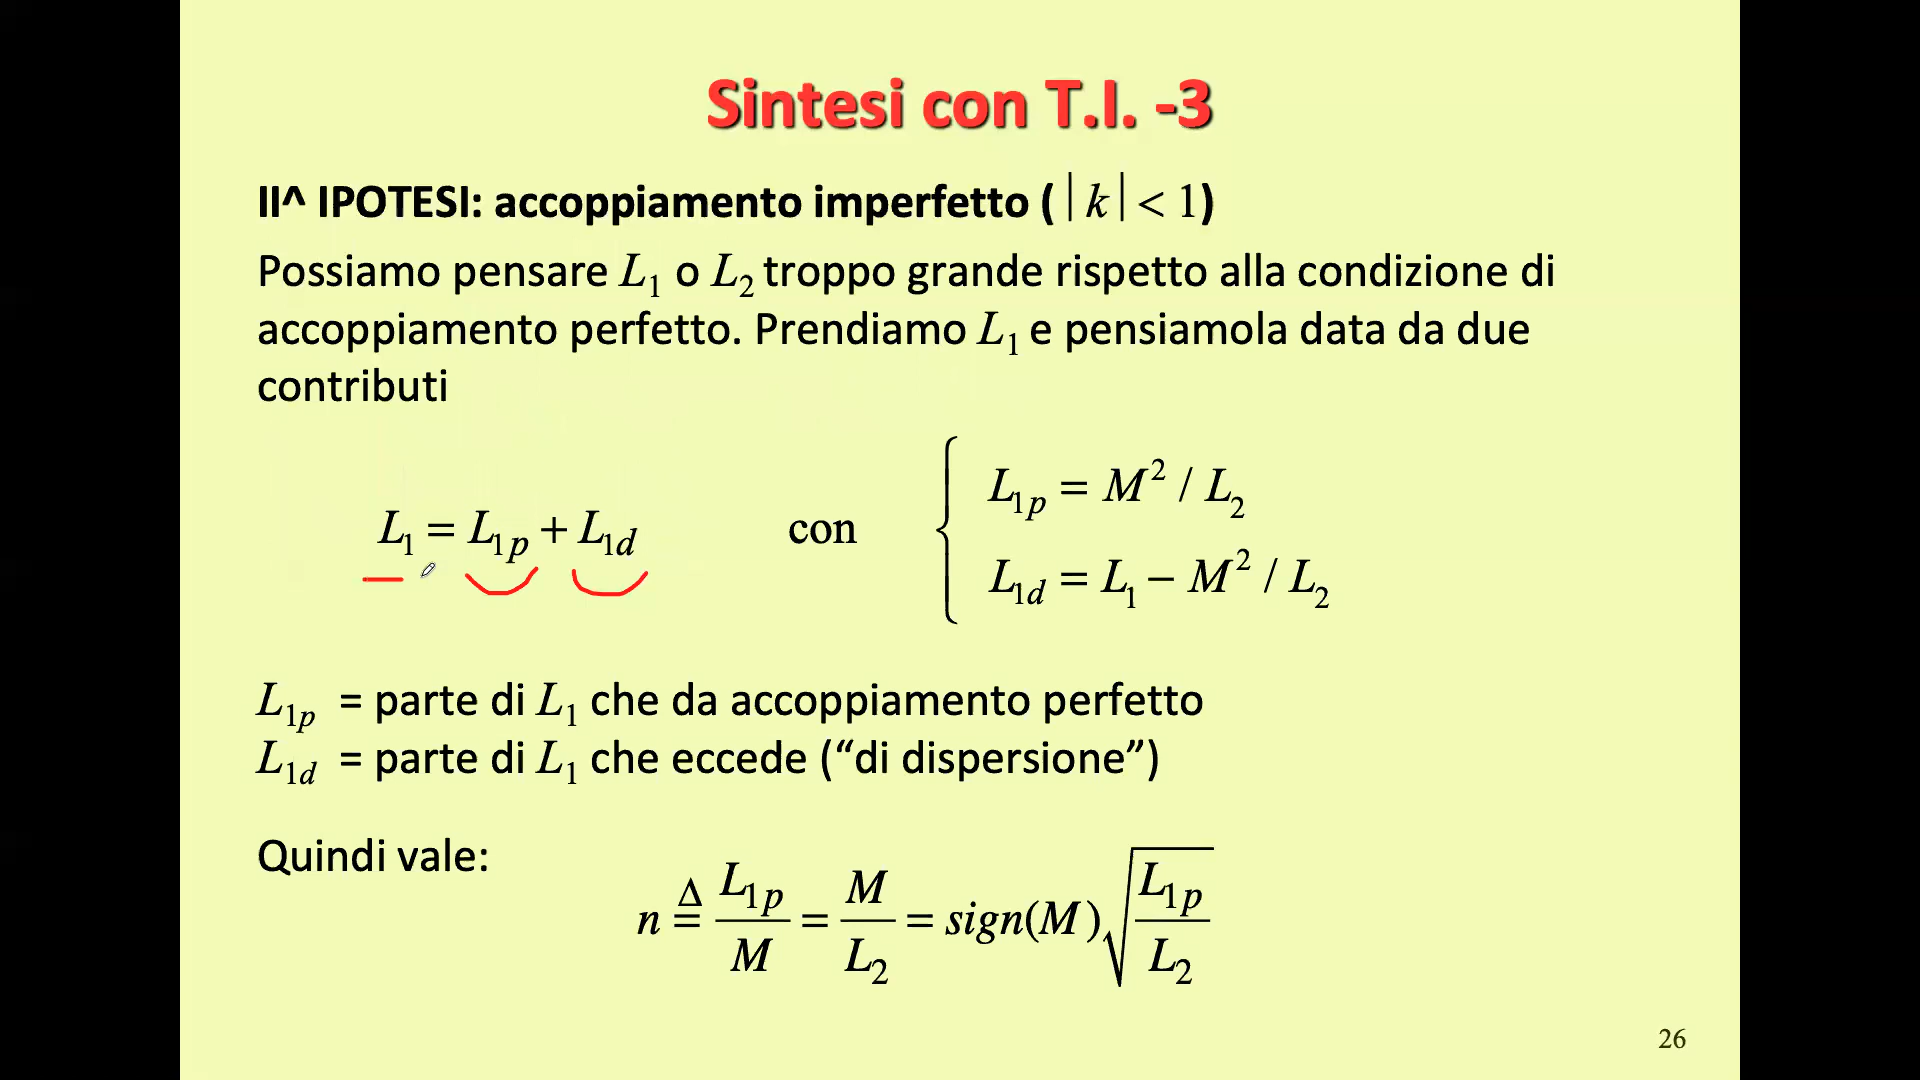 Sintesi con T.I. -3
II^ IPOTESI: accoppiamento imperfetto ( |k| < 1)
Possiamo pensare L₁ o L₂ troppo grande rispetto alla condizione di
accoppiamento perfetto. Prendiamo L₁ e pensiamola data da due
contributi
L₁ = L₁p + L₁d con { L₁p = M² / L₂
L₁d = L₁ − M² / L₂
L₁p = parte di L₁ che da accoppiamento perfetto
L₁d = parte di L₁ che eccede (“di dispersione”)
Quindi vale:
n ≜ L₁p / M = M / L₂ = sign(M) √(L₁p / L₂)
26